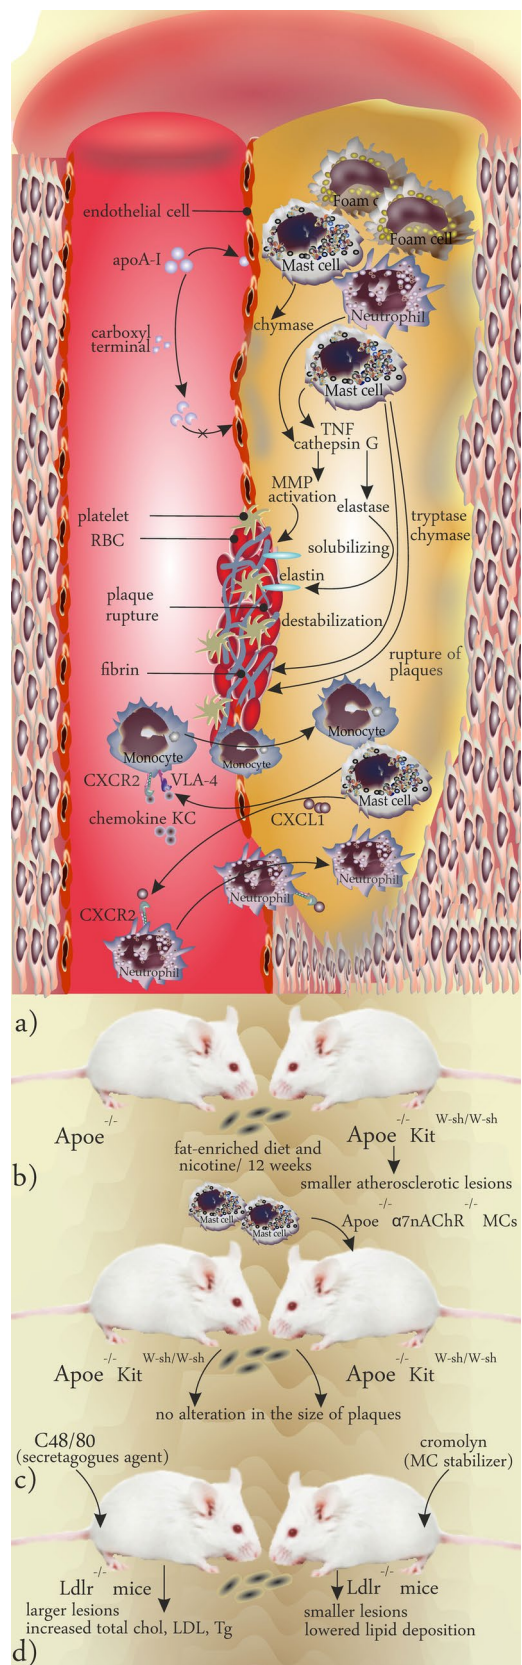 Foam c
Foam cell
endothelial cell
Mast cell
apoA-I
Neutrophil
chymase
carboxyl
terminal
Mast cell
TNF
cathepsin G
MMP
activation
elastase
platelet
tryptase
chymase
RBC
solubilizing
elastin
plaque
rupture
destabilization
rupture of
plaques
fibrin
Monocyte
Monocyte
Monocyte
CXCR2
VLA-4
Mast cell
chemokine KC
CXCL1
Neutrophil
Neutrophil
CXCR2
Neutrophil
a)
Apoe -/-
Apoe -/- Kit W-sh/W-sh
fat-enriched diet and
nicotine/ 12 weeks
smaller atherosclerotic lesions
b)
Mast cell
Mast cell
Apoe -/- α7nAChR -/- MCs
Apoe -/- Kit W-sh/W-sh
Apoe -/- Kit W-sh/W-sh
no alteration in the size of plaques
C48/80
(secretagogues agent)
cromolyn
(MC stabilizer)
c)
Ldlr -/- mice
Ldlr -/- mice
larger lesions
increased total chol, LDL, Tg
smaller lesions
lowered lipid deposition
d)